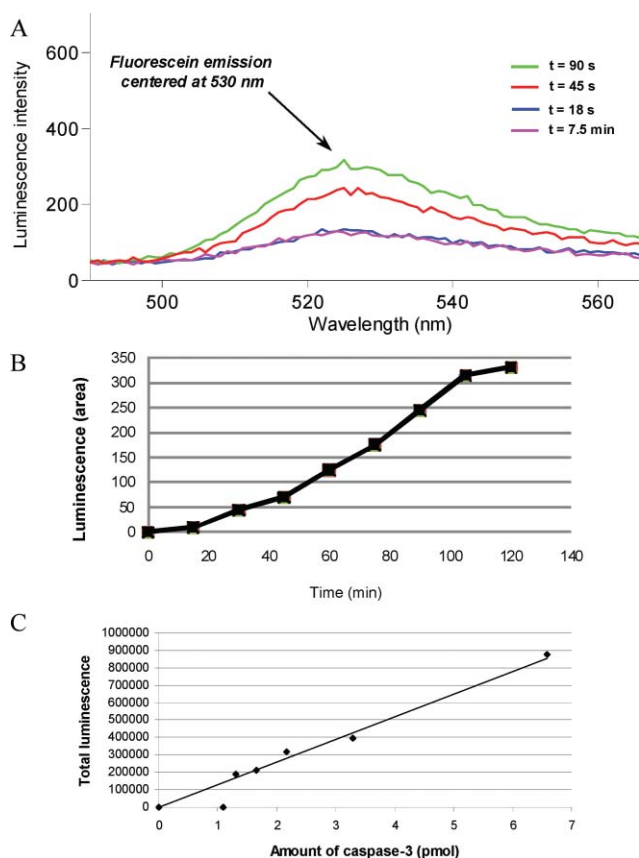 A
Luminescence intensity
600
400
200
0
Fluorescein emission
centered at 530 nm
t = 90 s
t = 45 s
t = 18 s
t = 7.5 min
500 520 540 560
Wavelength (nm)
B
Luminescence (area)
350
300
250
200
150
100
50
0
0 20 40 60 80 100 120 140
Time (min)
C
Total luminescence
1000000
900000
800000
700000
600000
500000
400000
300000
200000
100000
0
0 1 2 3 4 5 6 7
Amount of caspase-3 (pmol)